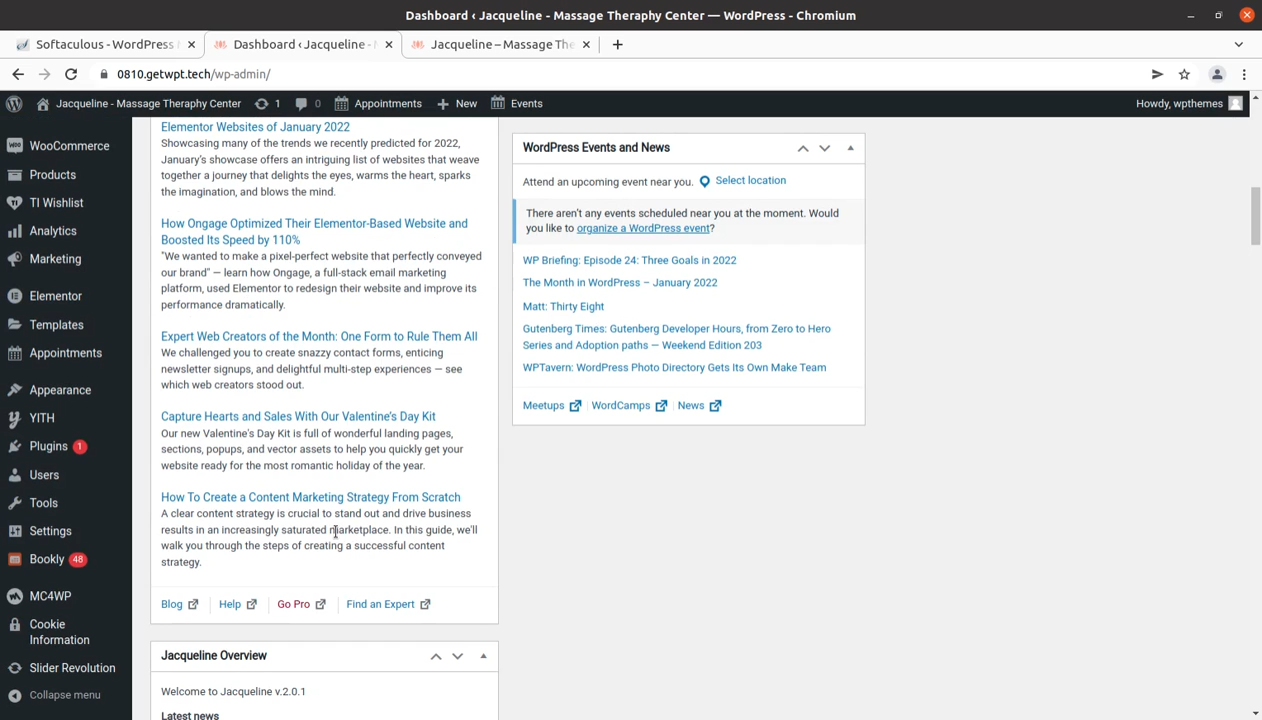 Dashboard ‹ Jacqueline - Massage Theraphy Center — WordPress - Chromium
Softaculous - WordPress
Dashboard ‹ Jacqueline -
Jacqueline – Massage The
0810.getwpt.tech/wp-admin/
Jacqueline - Massage Theraphy Center
1
0
Appointments
New
Events
Howdy, wpthemes
WooCommerce
Products
TI Wishlist
Analytics
Marketing
Elementor
Templates
Appointments
Appearance
YITH
Plugins 1
Users
Tools
Settings
Bookly 48
MC4WP
Cookie
Information
Slider Revolution
Collapse menu
Elementor Websites of January 2022
Showcasing many of the trends we recently predicted for 2022,
January's showcase offers an intriguing list of websites that weave
together a journey that delights the eyes, warms the heart, sparks
the imagination, and blows the mind.
How Ongage Optimized Their Elementor-Based Website and
Boosted Its Speed by 110%
"We wanted to make a pixel-perfect website that perfectly conveyed
our brand" — learn how Ongage, a full-stack email marketing
platform, used Elementor to redesign their website and improve its
performance dramatically.
Expert Web Creators of the Month: One Form to Rule Them All
We challenged you to create snazzy contact forms, enticing
newsletter signups, and delightful multi-step experiences — see
which web creators stood out.
Capture Hearts and Sales With Our Valentine's Day Kit
Our new Valentine's Day Kit is full of wonderful landing pages,
sections, popups, and vector assets to help you quickly get your
website ready for the most romantic holiday of the year.
How To Create a Content Marketing Strategy From Scratch
A clear content strategy is crucial to stand out and drive business
results in an increasingly saturated marketplace. In this guide, we'll
walk you through the steps of creating a successful content
strategy.
Blog
Help
Go Pro
Find an Expert
Jacqueline Overview
Welcome to Jacqueline v.2.0.1
Latest news
WordPress Events and News
Attend an upcoming event near you. Select location
There aren't any events scheduled near you at the moment. Would
you like to organize a WordPress event?
WP Briefing: Episode 24: Three Goals in 2022
The Month in WordPress – January 2022
Matt: Thirty Eight
Gutenberg Times: Gutenberg Developer Hours, from Zero to Hero
Series and Adoption paths — Weekend Edition 203
WPTavern: WordPress Photo Directory Gets Its Own Make Team
Meetups
WordCamps
News